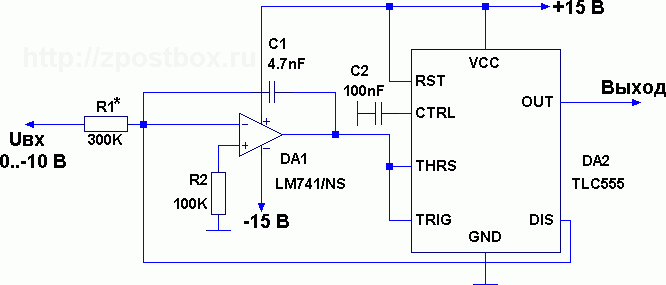 http://zpostbox.ru
+15 В
C1
4.7nF
C2
100nF
RST
VCC
CTRL
OUT
Выход
R1*
300K
Uвх
0..-10 В
DA1
LM741/NS
THRS
DA2
TLC555
R2
100K
-15 В
TRIG
DIS
GND